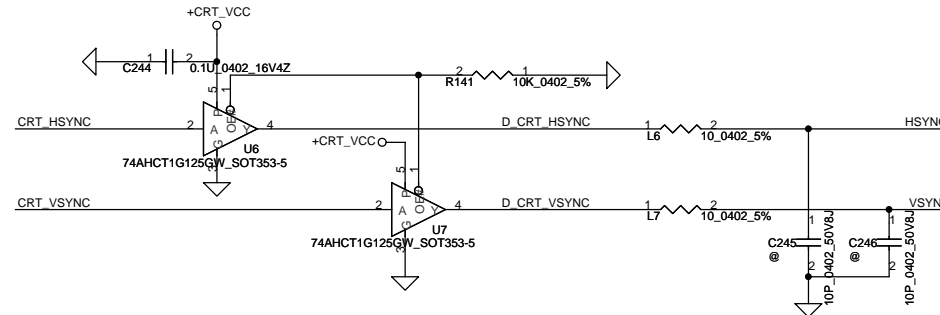 +CRT_VCC
1
2
C244
0.1U_0402_16V4Z
5
1
2
1
R141
10K_0402_5%
P
OE#
CRT_HSYNC
2
A
Y
4
D_CRT_HSYNC
1
2
HSYNC
G
3
U6
L6
10_0402_5%
74AHCT1G125GW_SOT353-5
+CRT_VCC
5
1
P
OE#
CRT_VSYNC
2
A
Y
4
D_CRT_VSYNC
1
2
VSYNC
G
3
U7
L7
10_0402_5%
74AHCT1G125GW_SOT353-5
1
1
C245
@
C246
@
2
2
10P_0402_50V8J
10P_0402_50V8J